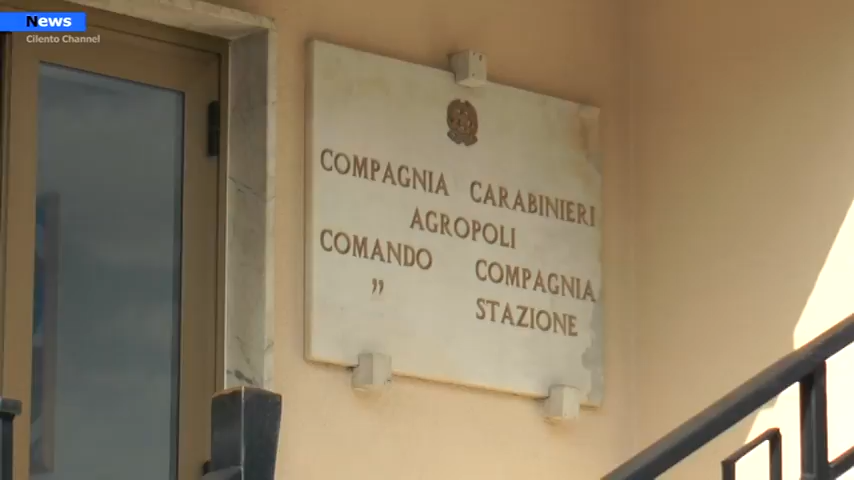 News
Cilento Channel
COMPAGNIA CARABINIERI
AGROPOLI
COMANDO COMPAGNIA
” STAZIONE